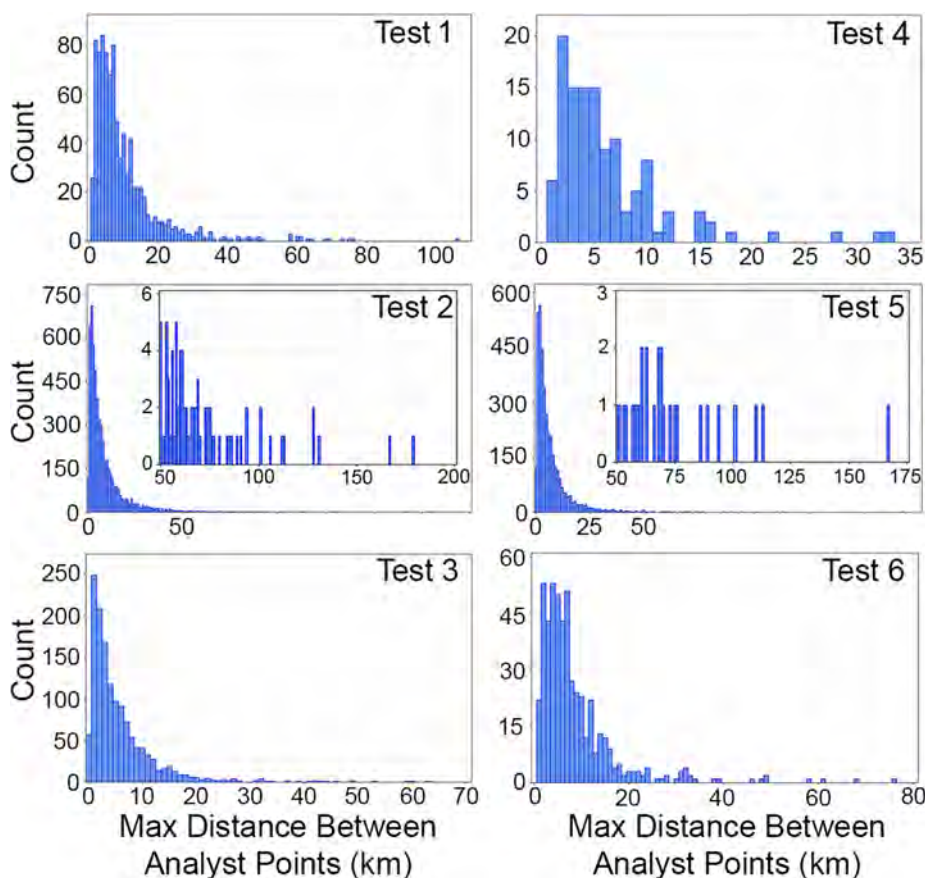 Test 1
80
60
40
20
0
Count
0 20 40 60 80 100
Test 4
20
15
10
5
0
0 5 10 15 20 25 30 35
Test 2
750
600
450
300
150
0
Count
0 50
6
4
2
0
50 100 150 200
Test 5
600
450
300
150
0
0 25 50
3
2
1
0
50 75 100 125 150 175
Test 3
250
200
150
100
50
0
Count
0 10 20 30 40 50 60 70
Max Distance Between
Analyst Points (km)
Test 6
60
45
30
15
0
0 20 40 60 80
Max Distance Between
Analyst Points (km)